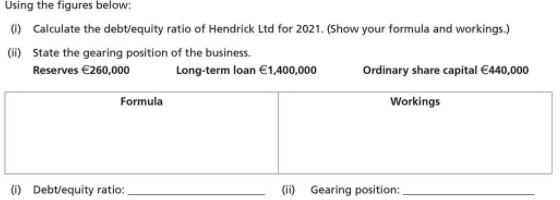 Using the figures below:
(i) Calculate the debt/equity ratio of Hendrick Ltd for 2021. (Show your formula and workings.)
(ii) State the gearing position of the business.
Reserves €260,000 Long-term loan €1,400,000 Ordinary share capital €440,000
Formula Workings
(i) Debt/equity ratio: (ii) Gearing position: